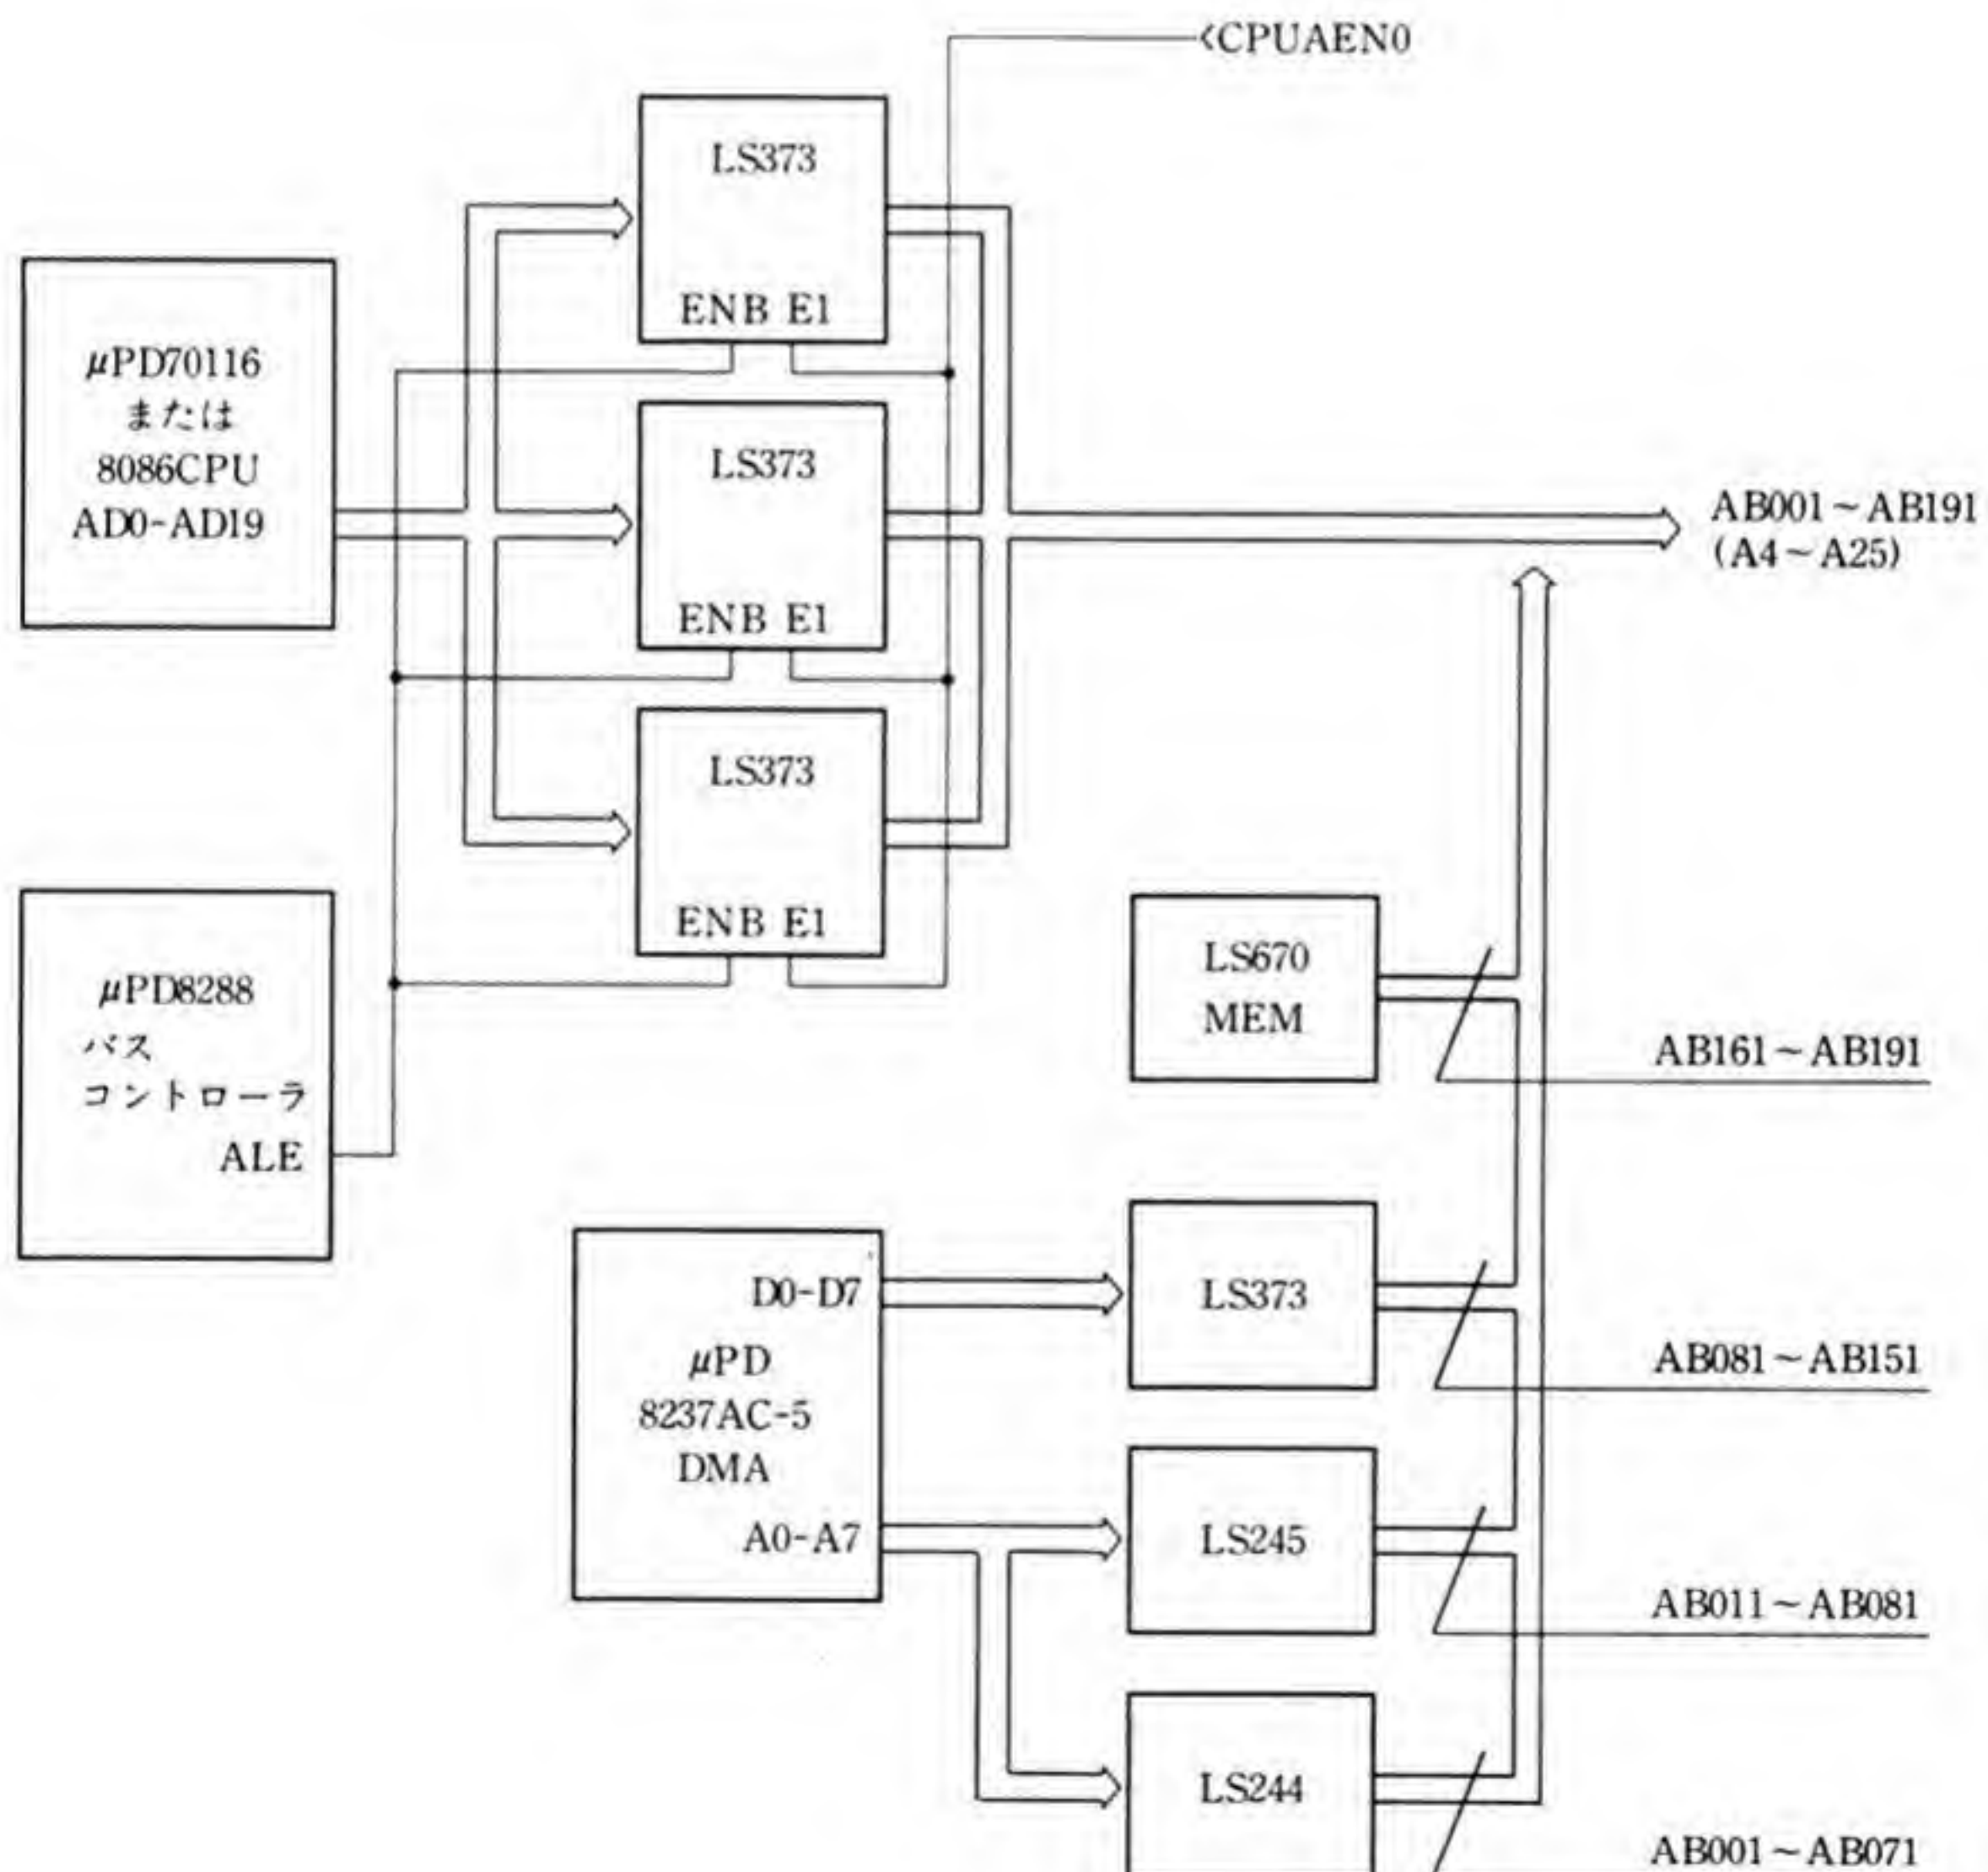 <CPUAEN0
LS373
ENB E1
μPD70116
または
8086CPU
AD0-AD19
LS373
ENB E1
AB001～AB191
(A4～A25)
LS373
ENB E1
μPD8288
バス
コントローラ
ALE
LS670
MEM
AB161～AB191
D0-D7
μPD
8237AC-5
DMA
A0-A7
LS373
AB081～AB151
LS245
AB011～AB081
LS244
AB001～AB071